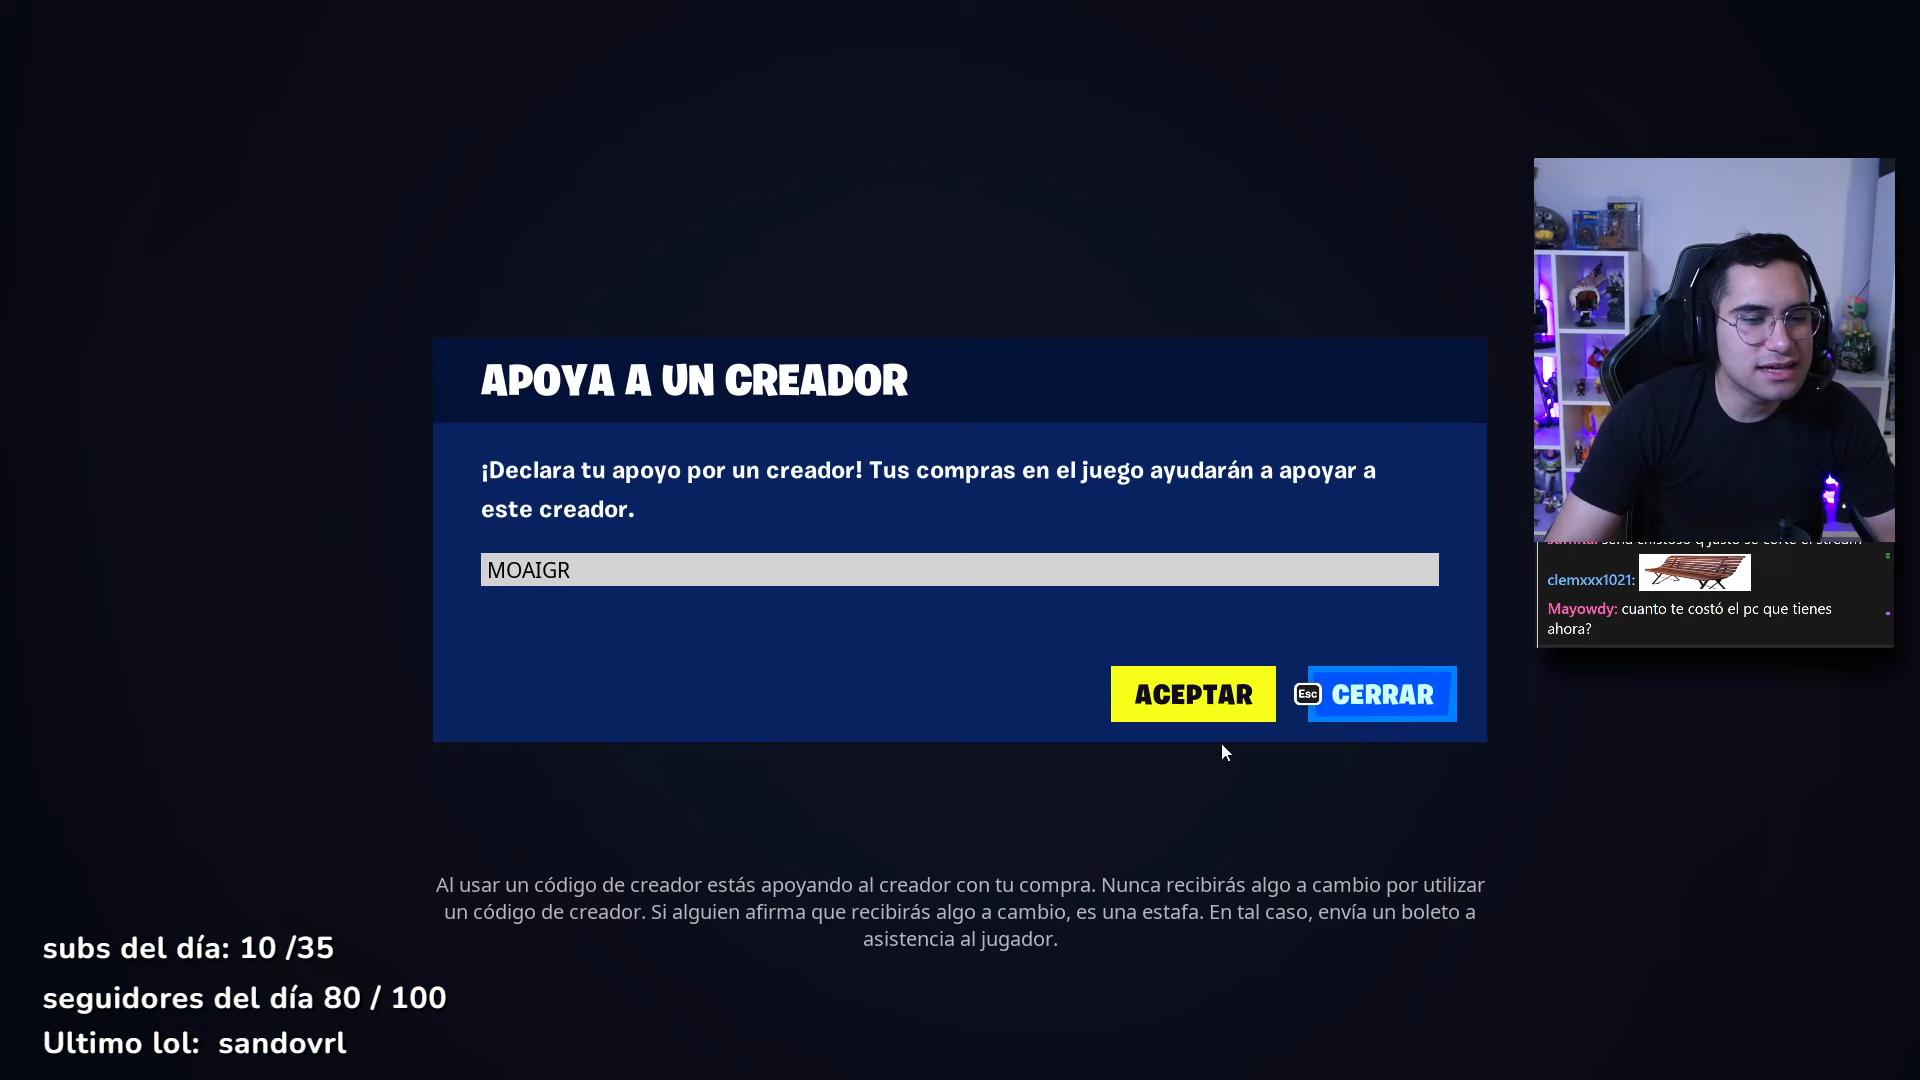 APOYA A UN CREADOR
¡Declara tu apoyo por un creador! Tus compras en el juego ayudarán a apoyar a
este creador.
MOAIGR
ACEPTAR
Esc CERRAR
Al usar un código de creador estás apoyando al creador con tu compra. Nunca recibirás algo a cambio por utilizar
un código de creador. Si alguien afirma que recibirás algo a cambio, es una estafa. En tal caso, envía un boleto a
asistencia al jugador.
clemxxx1021:
Mayowdy: cuanto te costó el pc que tienes
ahora?
subs del día: 10 /35
seguidores del día 80 / 100
Ultimo lol: sandovrl